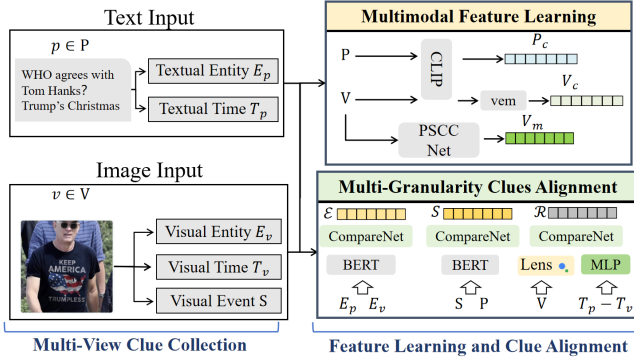 Text Input
p ∈ P
WHO agrees with
Tom Hanks?
Trump's Christmas
Textual Entity E_p
Textual Time T_p
Image Input
v ∈ V
KEEP
AMERICA
TRUMPLESS
Visual Entity E_v
Visual Time T_v
Visual Event S
Multi-View Clue Collection
Multimodal Feature Learning
P
V
CLIP
P_c
vem
V_c
PSCC
Net
V_m
Multi-Granularity Clues Alignment
ℰ
S
ℛ
CompareNet
CompareNet
CompareNet
BERT
BERT
Lens
MLP
E_p E_v
S P
V
T_p − T_v
Feature Learning and Clue Alignment